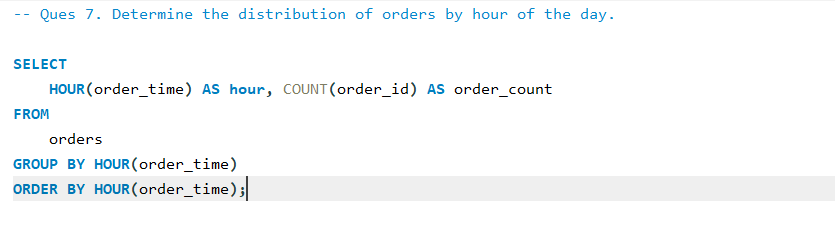 -- Ques 7. Determine the distribution of orders by hour of the day.
SELECT
HOUR(order_time) AS hour, COUNT(order_id) AS order_count
FROM
orders
GROUP BY HOUR(order_time)
ORDER BY HOUR(order_time);